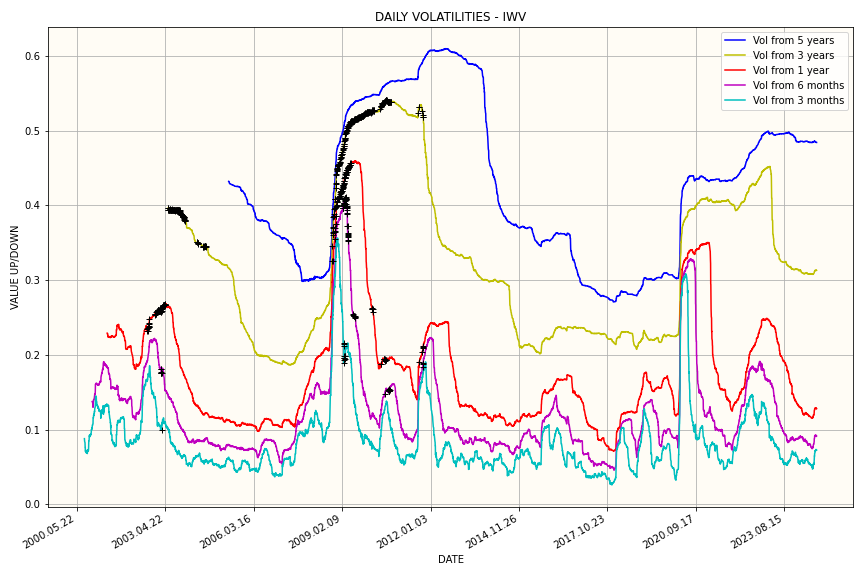 DAILY VOLATILITIES - IWV
Vol from 5 years
Vol from 3 years
Vol from 1 year
Vol from 6 months
Vol from 3 months
VALUE UP/DOWN
0.6
0.5
0.4
0.3
0.2
0.1
0.0
2000.05.22
2003.04.22
2006.03.16
2009.02.09
2012.01.03
2014.11.26
2017.10.23
2020.09.17
2023.08.15
DATE